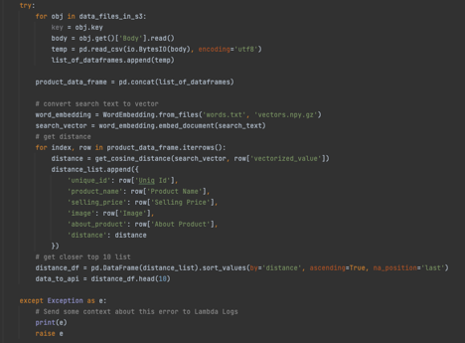 try:
for obj in data_files_in_s3:
key = obj.key
body = obj.get()['Body'].read()
temp = pd.read_csv(io.BytesIO(body), encoding='utf8')
list_of_dataframes.append(temp)
product_data_frame = pd.concat(list_of_dataframes)
# convert search text to vector
word_embedding = WordEmbedding.from_files('words.txt', 'vectors.npy.gz')
search_vector = word_embedding.embed_document(search_text)
# get distance
for index, row in product_data_frame.iterrows():
distance = get_cosine_distance(search_vector, row['vectorized_value'])
distance_list.append({
'unique_id': row['Uniq Id'],
'product_name': row['Product Name'],
'selling_price': row['Selling Price'],
'image': row['Image'],
'about_product': row['About Product'],
'distance': distance
})
# get closer top 10 list
distance_df = pd.DataFrame(distance_list).sort_values(by='distance', ascending=True, na_position='last')
data_to_api = distance_df.head(10)
except Exception as e:
# Send some context about this error to Lambda Logs
print(e)
raise e